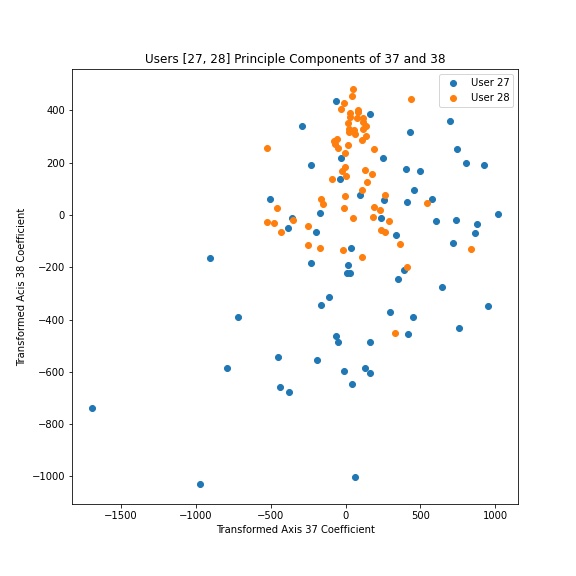 Users [27, 28] Principle Components of 37 and 38
User 27
User 28
400
200
0
−200
−400
−600
−800
−1000
Transformed Acis 38 Coefficient
−1500
−1000
−500
0
500
1000
Transformed Axis 37 Coefficient